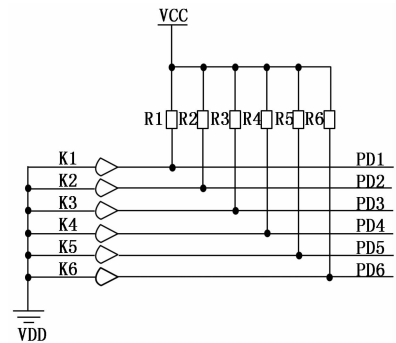 VCC
R1 R2 R3 R4 R5 R6
K1 PD1
K2 PD2
K3 PD3
K4 PD4
K5 PD5
K6 PD6
VDD